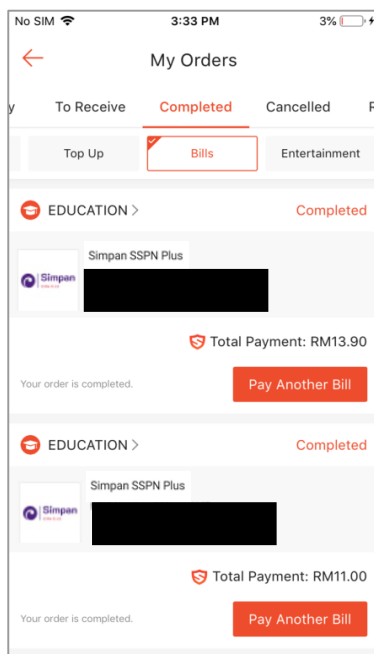 No SIM 3:33 PM 3%
My Orders
y To Receive Completed Cancelled
Top Up Bills Entertainment
EDUCATION >
Completed
Simpan SSPN Plus
Simpan
Total Payment: RM13.90
Your order is completed.
Pay Another Bill
EDUCATION >
Completed
Simpan SSPN Plus
Simpan
Total Payment: RM11.00
Your order is completed.
Pay Another Bill